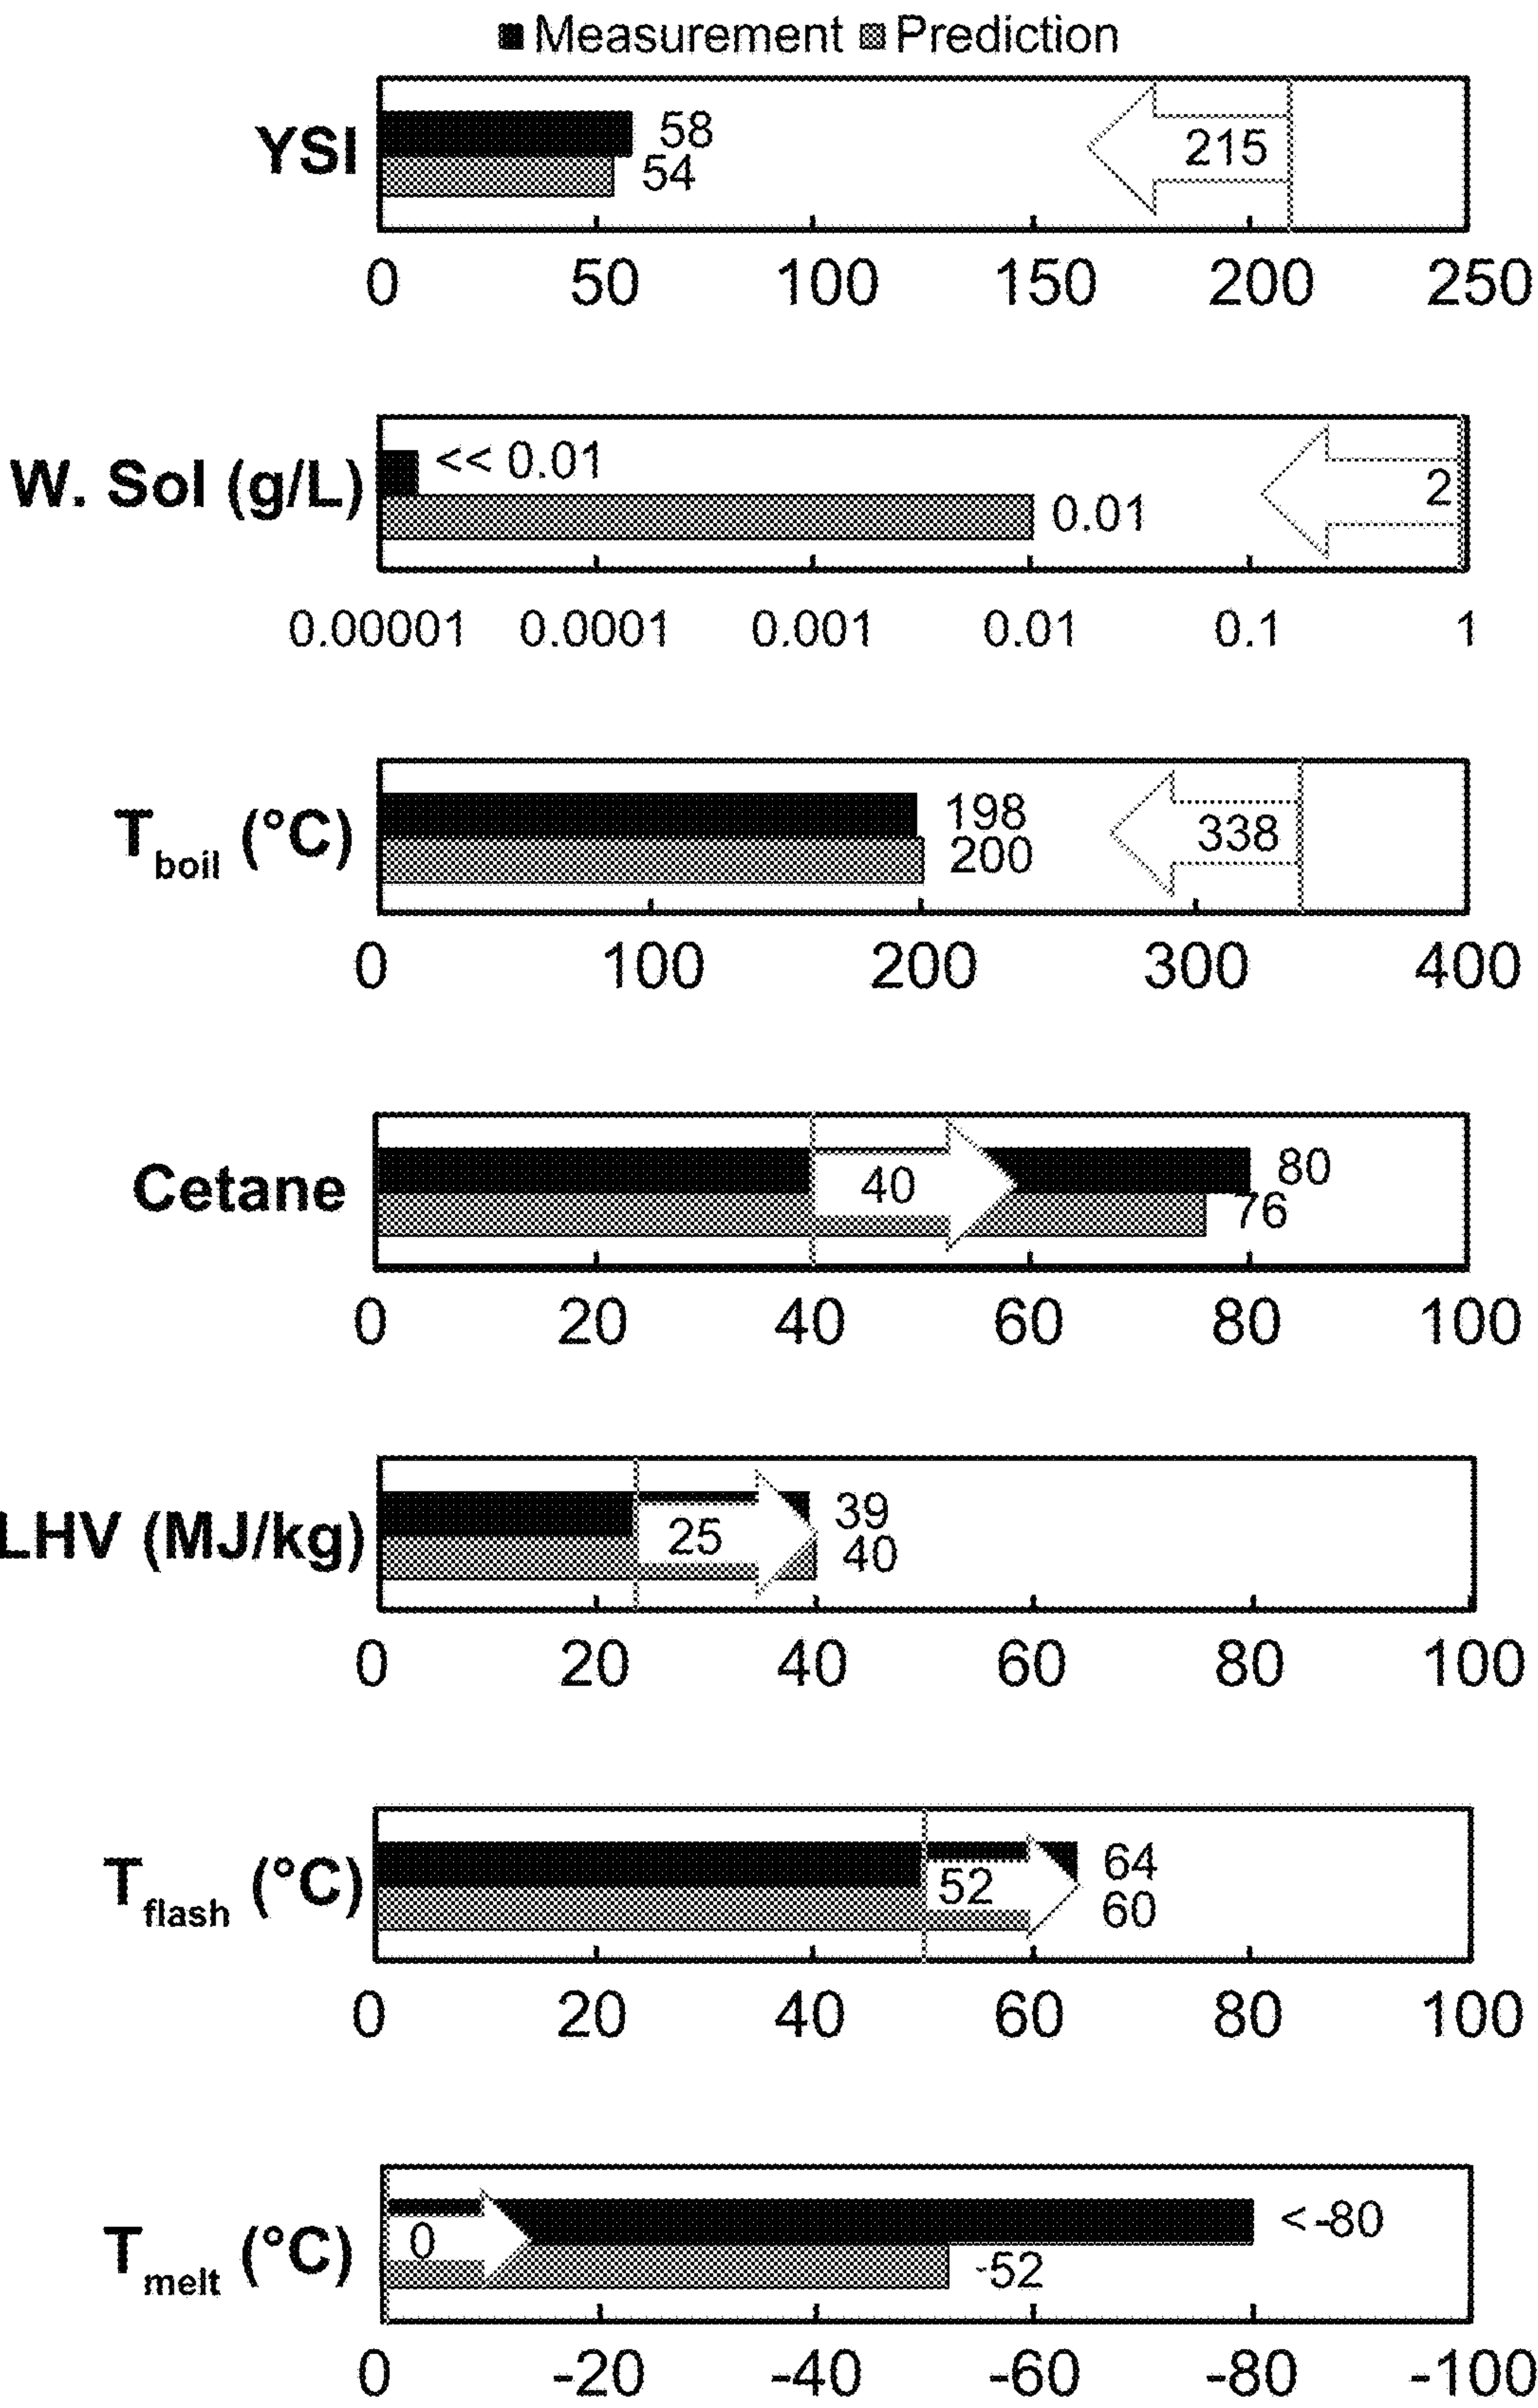 Measurement Prediction
YSI
58
54
215
0 50 100 150 200 250
W. Sol (g/L)
<< 0.01
0.01
2
0.00001 0.0001 0.001 0.01 0.1 1
Tboil (°C)
198
200
338
0 100 200 300 400
Cetane
80
76
40
0 20 40 60 80 100
LHV (MJ/kg)
39
40
25
0 20 40 60 80 100
Tflash (°C)
64
60
52
0 20 40 60 80 100
Tmelt (°C)
<-80
-52
0
0 -20 -40 -60 -80 -100